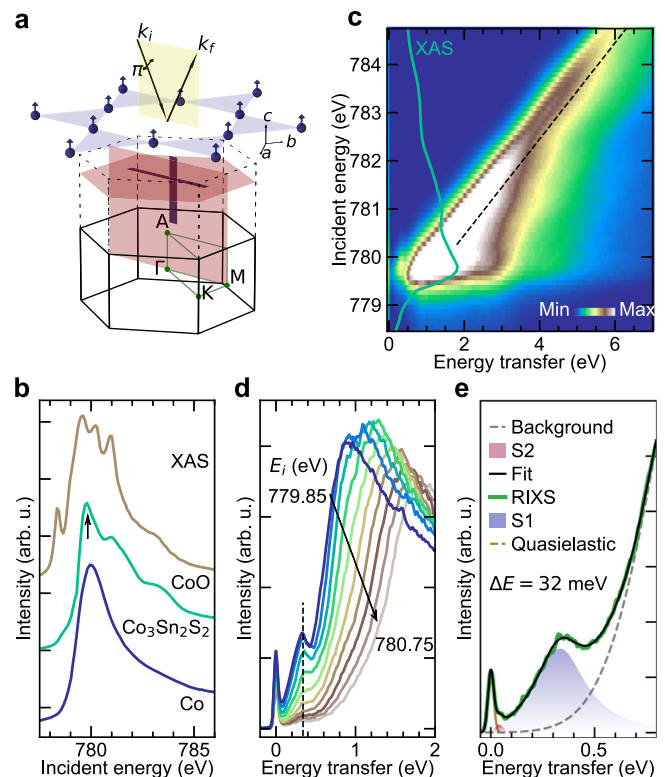 a
k_i
k_f
π
c
b
a
A
Γ
M
K
c
XAS
Incident energy (eV)
784
783
782
781
780
779
Min
Max
0
2
4
6
Energy transfer (eV)
b
Intensity (arb. u.)
XAS
CoO
Co₃Sn₂S₂
Co
780
785
Incident energy (eV)
d
Intensity (arb. u.)
E_i (eV)
779.85
780.75
0
1
2
Energy transfer (eV)
e
Intensity (arb. u.)
Background
S2
Fit
RIXS
S1
Quasielastic
ΔE = 32 meV
0.0
0.5
Energy transfer (eV)